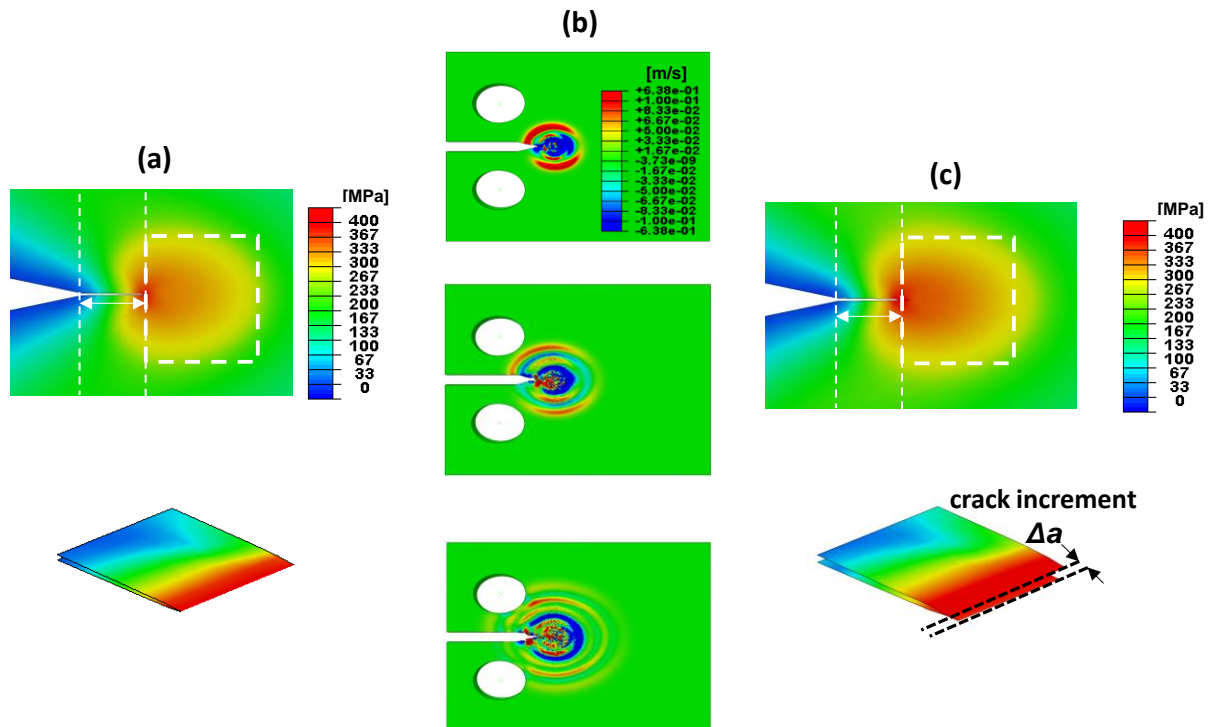 (b)
[m/s]
+6.38e-01
+1.00e-01
+8.33e-02
+6.67e-02
+5.00e-02
+3.33e-02
+1.67e-02
-3.73e-09
-1.67e-02
-3.33e-02
-5.00e-02
-6.67e-02
-8.33e-02
-1.00e-01
-6.38e-01
(a)
[MPa]
400
367
333
300
267
233
200
167
133
100
67
33
0
(c)
[MPa]
400
367
333
300
267
233
200
167
133
100
67
33
0
crack increment
Δa